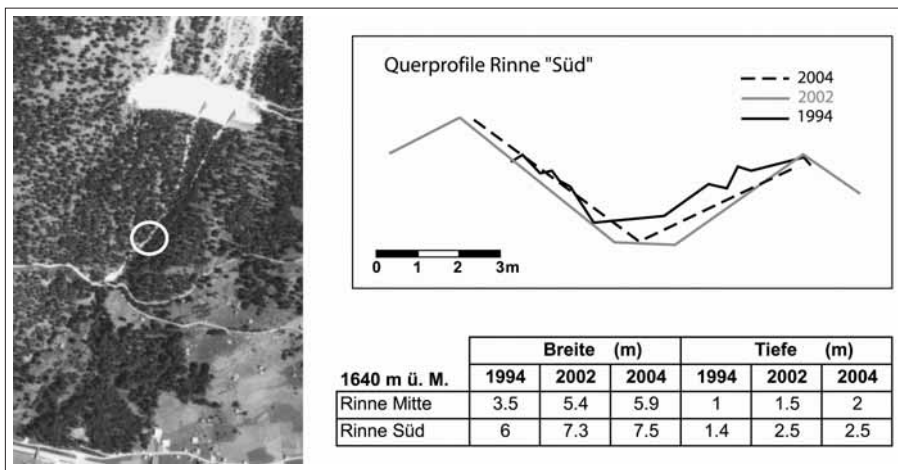 Querprofile Rinne "Süd"
2004
2002
1994
0 1 2 3m
Breite (m) Tiefe (m)
1640 m ü. M. 1994 2002 2004 1994 2002 2004
Rinne Mitte 3.5 5.4 5.9 1 1.5 2
Rinne Süd 6 7.3 7.5 1.4 2.5 2.5